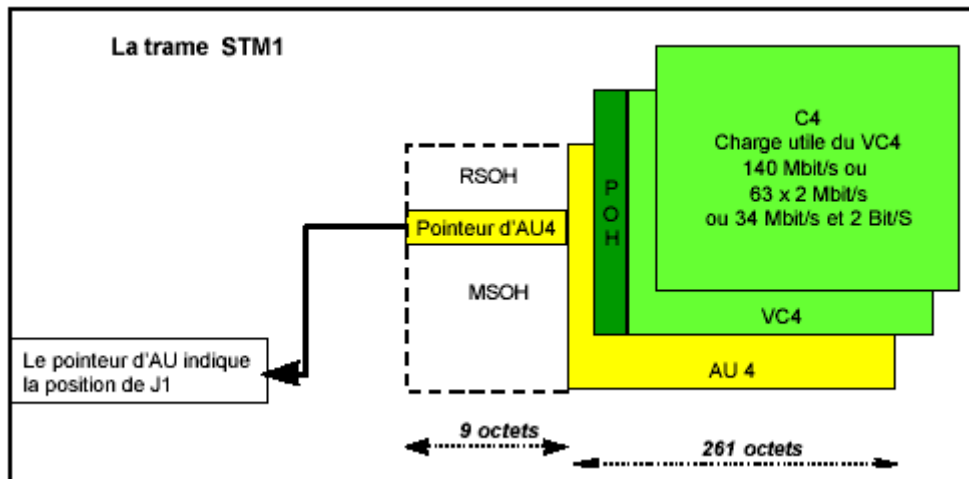 La trame STM1
C4
Charge utile du VC4
140 Mbit/s ou
63 x 2 Mbit/s
ou 34 Mbit/s et 2 Bit/S
POH
RSOH
Pointeur d'AU4
MSOH
VC4
AU 4
Le pointeur d'AU indique
la position de J1
9 octets
261 octets